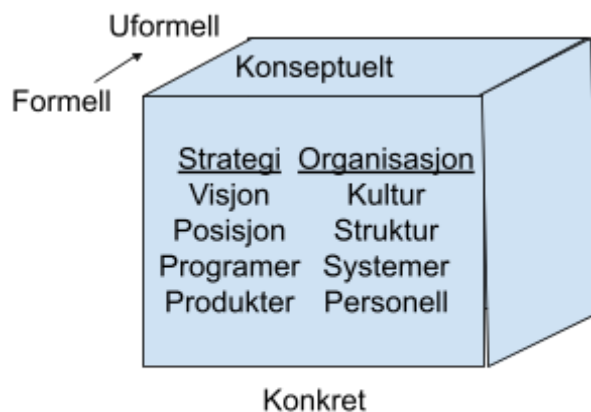 Uformell
Formell
Konseptuelt
Strategi Organisasjon
Visjon Kultur
Posisjon Struktur
Programer Systemer
Produkter Personell
Konkret